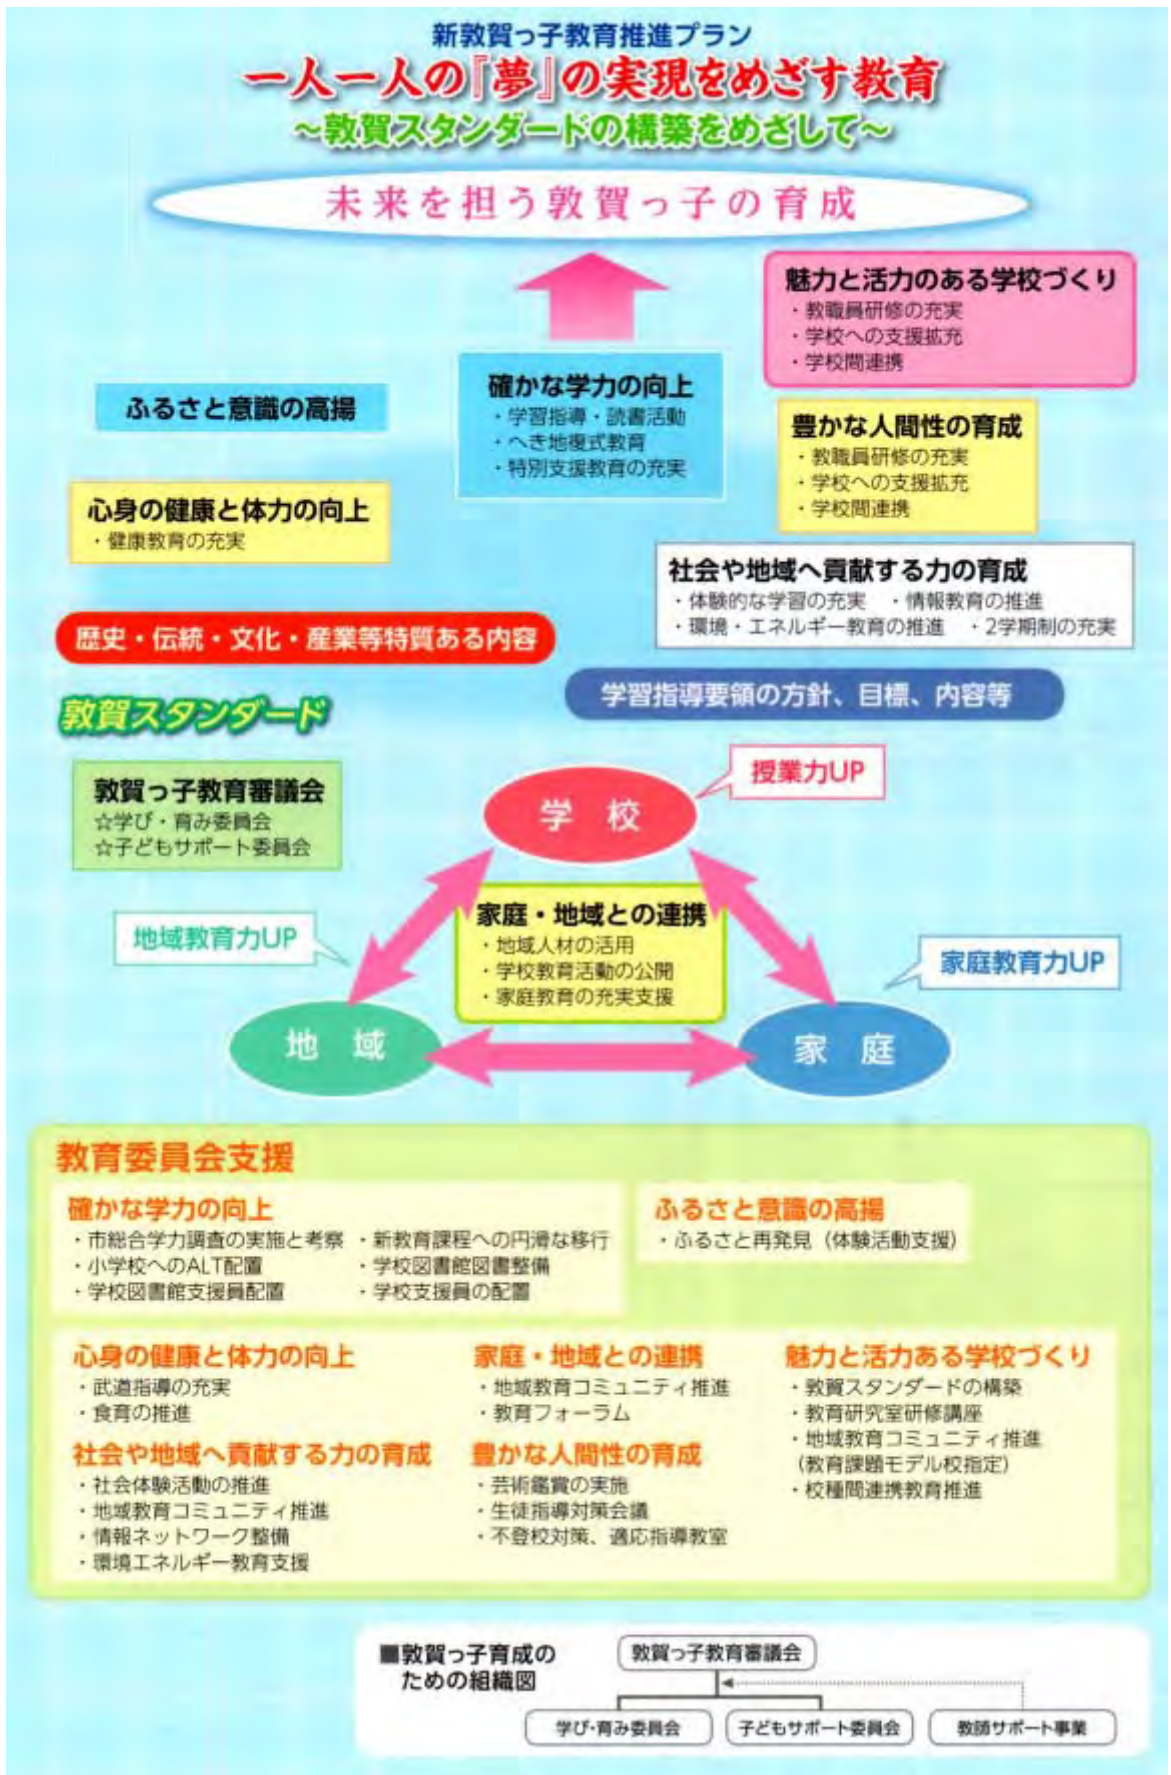 新敦賀っ子教育推進プラン
一人一人の『夢』の実現をめざす教育
～敦賀スタンダードの構築をめざして～
未来を担う敦賀っ子の育成
魅力と活力のある学校づくり
・教職員研修の充実
・学校への支援拡充
・学校間連携
確かな学力の向上
・学習指導・読書活動
・へき地複式教育
・特別支援教育の充実
ふるさと意識の高揚
豊かな人間性の育成
・教職員研修の充実
・学校への支援拡充
・学校間連携
心身の健康と体力の向上
・健康教育の充実
社会や地域へ貢献する力の育成
・体験的な学習の充実　・情報教育の推進
・環境・エネルギー教育の推進　・2学期制の充実
歴史・伝統・文化・産業等特質ある内容
学習指導要領の方針、目標、内容等
敦賀スタンダード
敦賀っ子教育審議会
☆学び・育み委員会
☆子どもサポート委員会
授業力UP
学　校
地域教育力UP
家庭・地域との連携
・地域人材の活用
・学校教育活動の公開
・家庭教育の充実支援
家庭教育力UP
地　域
家　庭
教育委員会支援
確かな学力の向上
・市総合学力調査の実施と考察　・新教育課程への円滑な移行
・小学校へのALT配置　・学校図書館図書整備
・学校図書館支援員配置　・学校支援員の配置
ふるさと意識の高揚
・ふるさと再発見（体験活動支援）
心身の健康と体力の向上
・武道指導の充実
・食育の推進
社会や地域へ貢献する力の育成
・社会体験活動の推進
・地域教育コミュニティ推進
・情報ネットワーク整備
・環境エネルギー教育支援
家庭・地域との連携
・地域教育コミュニティ推進
・教育フォーラム
豊かな人間性の育成
・芸術鑑賞の実施
・生徒指導対策会議
・不登校対策、適応指導教室
魅力と活力ある学校づくり
・敦賀スタンダードの構築
・教育研究室研修講座
・地域教育コミュニティ推進
（教育課題モデル校指定）
・校種間連携教育推進
■敦賀っ子育成の
ための組織図
敦賀っ子教育審議会
学び・育み委員会
子どもサポート委員会
教師サポート事業